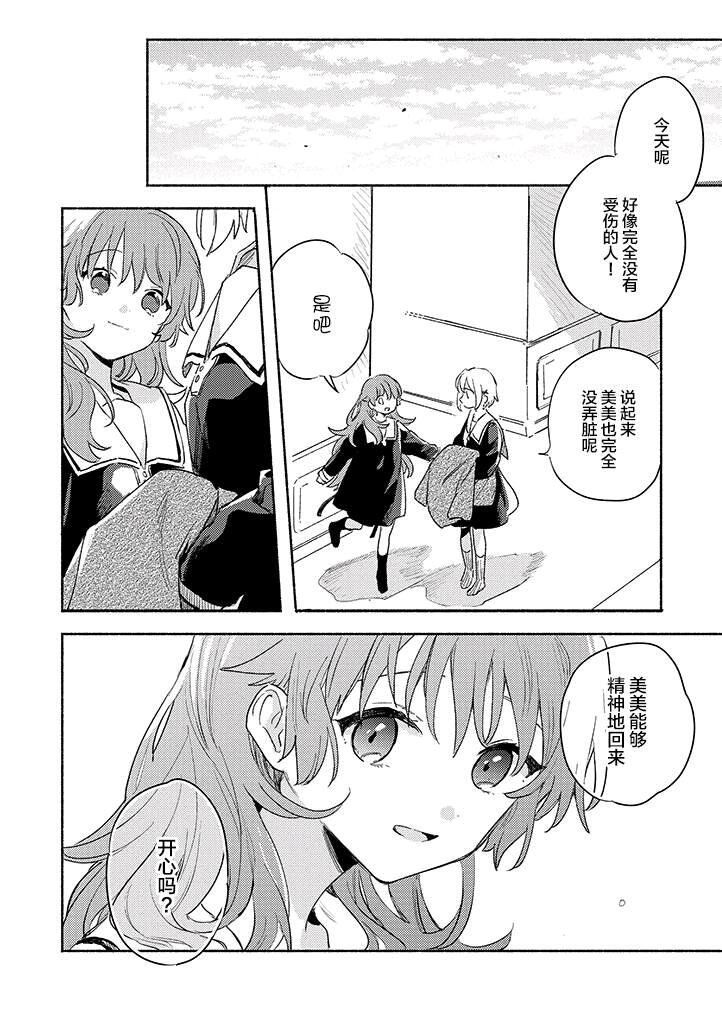 今天呢
好像完全没有
受伤的人！
是吧
说起来
美美也完全
没弄脏呢
美美能够
精神地回来
开心吗？